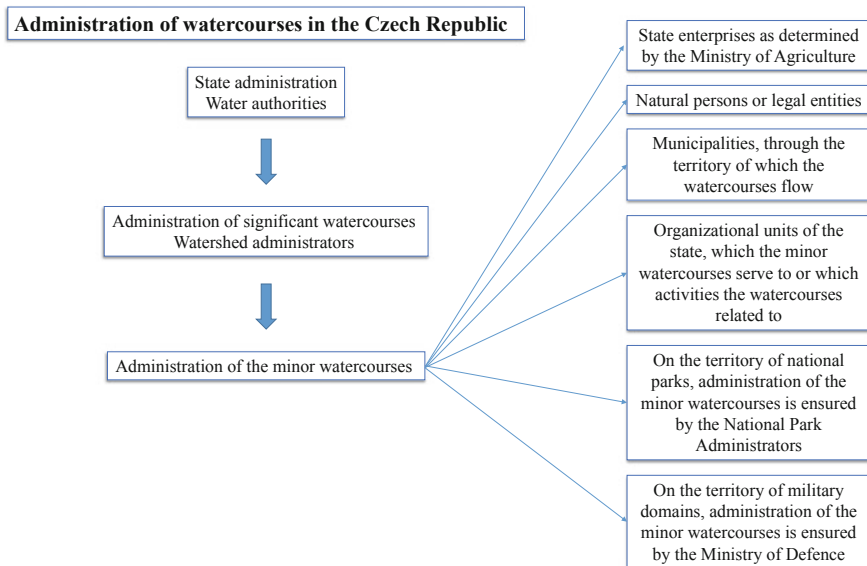 Administration of watercourses in the Czech Republic
State administration
Water authorities
Administration of significant watercourses
Watershed administrators
Administration of the minor watercourses
State enterprises as determined
by the Ministry of Agriculture
Natural persons or legal entities
Municipalities, through the
territory of which the
watercourses flow
Organizational units of the
state, which the minor
watercourses serve to or which
activities the watercourses
related to
On the territory of national
parks, administration of the
minor watercourses is ensured
by the National Park
Administrators
On the territory of military
domains, administration of the
minor watercourses is ensured
by the Ministry of Defence